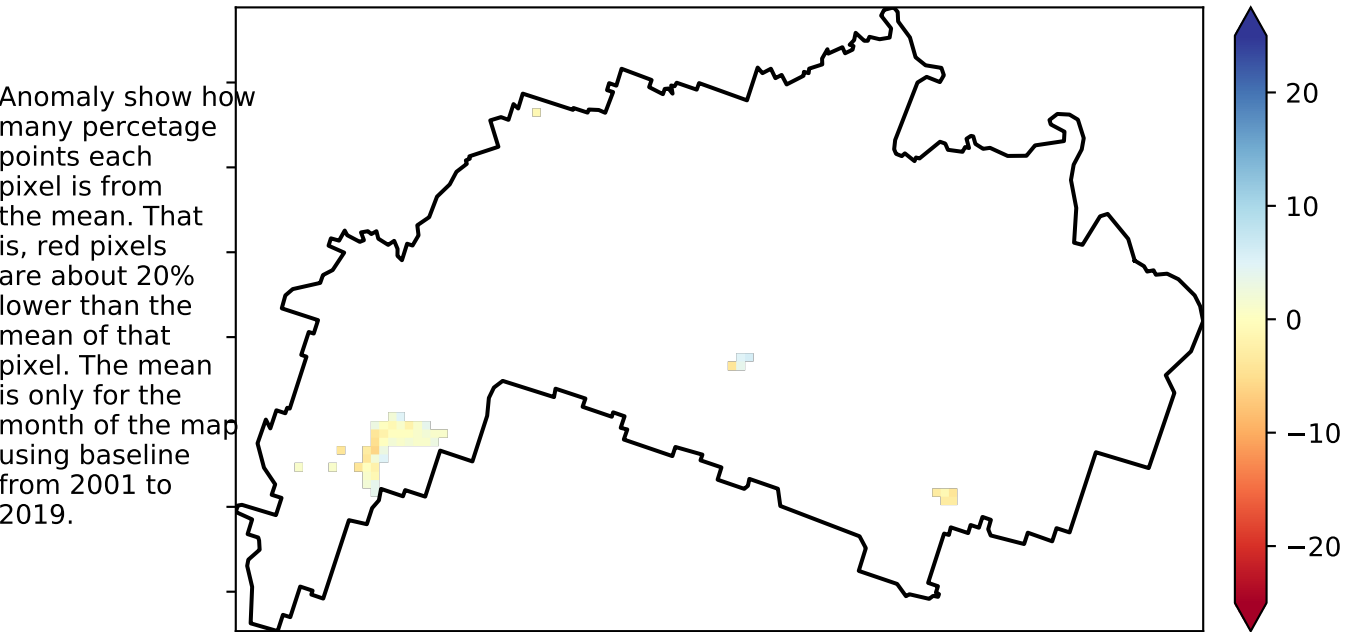 Anomaly show how
many percetage
points each
pixel is from
the mean. That
is, red pixels
are about 20%
lower than the
mean of that
pixel. The mean
is only for the
month of the map
using baseline
from 2001 to
2019.
20
10
0
−10
−20